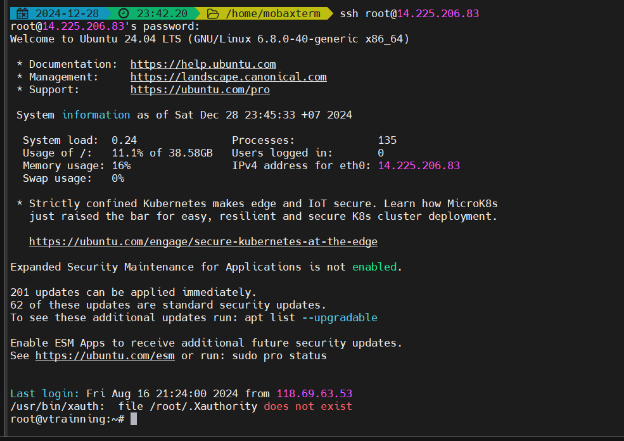 2024-12-28 23:42.20 /home/mobaxterm ssh root@14.225.206.83
root@14.225.206.83's password:
Welcome to Ubuntu 24.04 LTS (GNU/Linux 6.8.0-40-generic x86_64)
* Documentation: https://help.ubuntu.com
* Management: https://landscape.canonical.com
* Support: https://ubuntu.com/pro
System information as of Sat Dec 28 23:45:33 +07 2024
System load: 0.24 Processes: 135
Usage of /: 11.1% of 38.58GB Users logged in: 0
Memory usage: 16% IPv4 address for eth0: 14.225.206.83
Swap usage: 0%
* Strictly confined Kubernetes makes edge and IoT secure. Learn how MicroK8s
just raised the bar for easy, resilient and secure K8s cluster deployment.
https://ubuntu.com/engage/secure-kubernetes-at-the-edge
Expanded Security Maintenance for Applications is not enabled.
201 updates can be applied immediately.
62 of these updates are standard security updates.
To see these additional updates run: apt list --upgradable
Enable ESM Apps to receive additional future security updates.
See https://ubuntu.com/esm or run: sudo pro status
Last login: Fri Aug 16 21:24:00 2024 from 118.69.63.53
/usr/bin/xauth: file /root/.Xauthority does not exist
root@vtrainning:~#